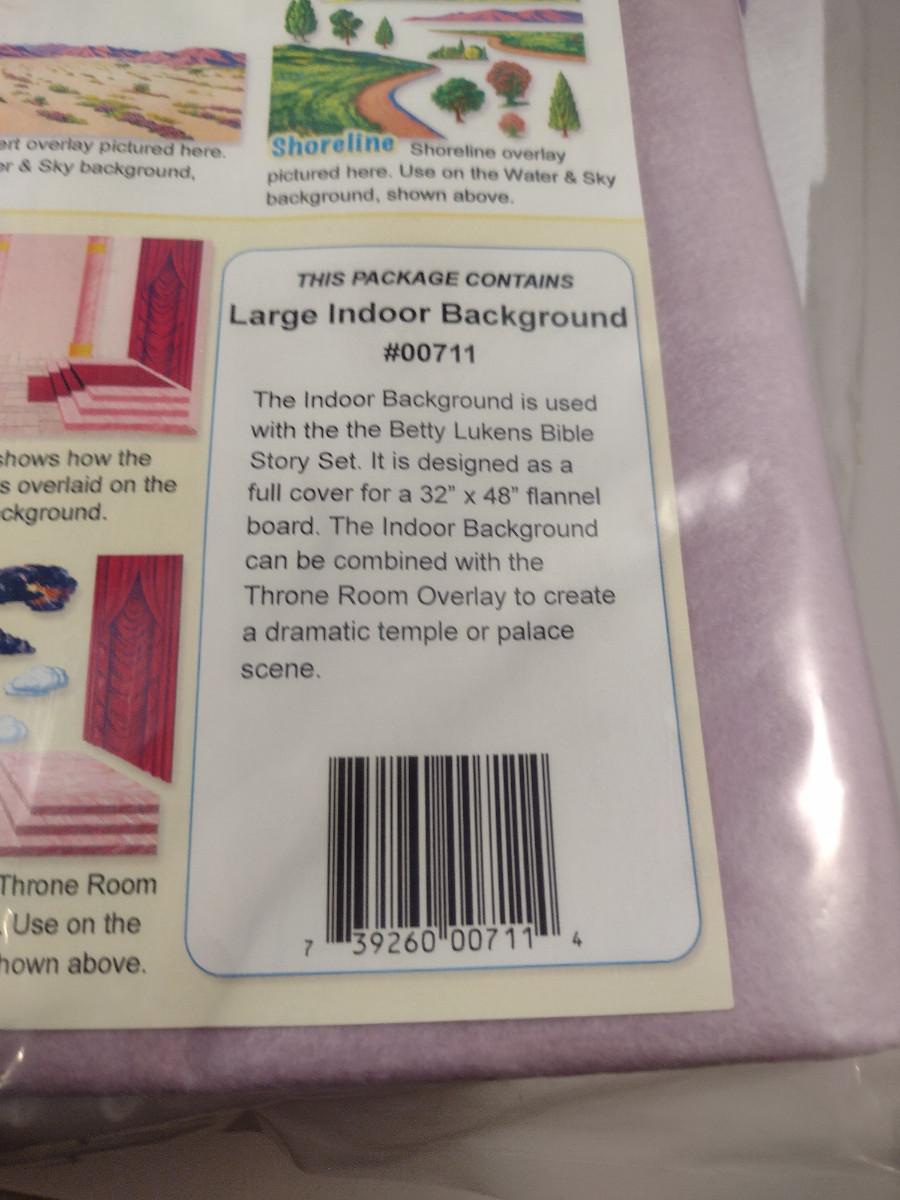 ert overlay pictured here.
er & Sky background,
Shoreline Shoreline overlay
pictured here. Use on the Water & Sky
background, shown above.
shows how the
s overlaid on the
ckground.
Throne Room
. Use on the
hown above.
THIS PACKAGE CONTAINS
Large Indoor Background
#00711
The Indoor Background is used
with the the Betty Lukens Bible
Story Set. It is designed as a
full cover for a 32” x 48” flannel
board. The Indoor Background
can be combined with the
Throne Room Overlay to create
a dramatic temple or palace
scene.
7 39260 00711 4